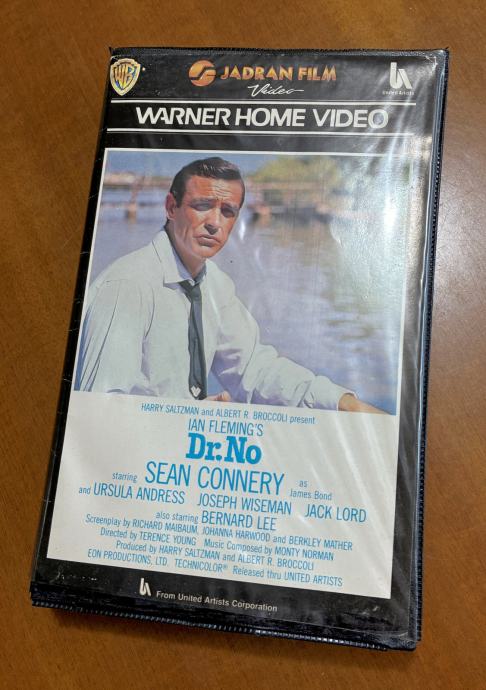 WB
JADRAN FILM
Video
United Artists
WARNER HOME VIDEO
HARRY SALTZMAN and ALBERT R. BROCCOLI present
IAN FLEMING'S
Dr. No
starring SEAN CONNERY as James Bond
and URSULA ANDRESS JOSEPH WISEMAN JACK LORD
also starring BERNARD LEE
Screenplay by RICHARD MAIBAUM, JOHANNA HARWOOD and BERKLEY MATHER
Directed by TERENCE YOUNG Music Composed by MONTY NORMAN
Produced by HARRY SALTZMAN and ALBERT R. BROCCOLI
EON PRODUCTIONS, LTD. TECHNICOLOR® Released thru UNITED ARTISTS
From United Artists Corporation